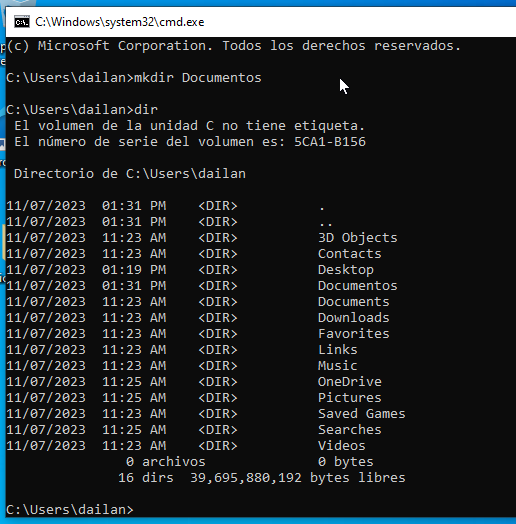 C:\Windows\system32\cmd.exe
(c) Microsoft Corporation. Todos los derechos reservados.
C:\Users\dailan>mkdir Documentos
C:\Users\dailan>dir
El volumen de la unidad C no tiene etiqueta.
El número de serie del volumen es: 5CA1-B156
Directorio de C:\Users\dailan
11/07/2023  01:31 PM    <DIR>          .
11/07/2023  01:31 PM    <DIR>          ..
11/07/2023  11:23 AM    <DIR>          3D Objects
11/07/2023  11:23 AM    <DIR>          Contacts
11/07/2023  01:19 PM    <DIR>          Desktop
11/07/2023  01:31 PM    <DIR>          Documentos
11/07/2023  11:23 AM    <DIR>          Documents
11/07/2023  11:23 AM    <DIR>          Downloads
11/07/2023  11:23 AM    <DIR>          Favorites
11/07/2023  11:23 AM    <DIR>          Links
11/07/2023  11:23 AM    <DIR>          Music
11/07/2023  11:25 AM    <DIR>          OneDrive
11/07/2023  11:25 AM    <DIR>          Pictures
11/07/2023  11:23 AM    <DIR>          Saved Games
11/07/2023  11:25 AM    <DIR>          Searches
11/07/2023  11:23 AM    <DIR>          Videos
0 archivos              0 bytes
16 dirs  39,695,880,192 bytes libres
C:\Users\dailan>